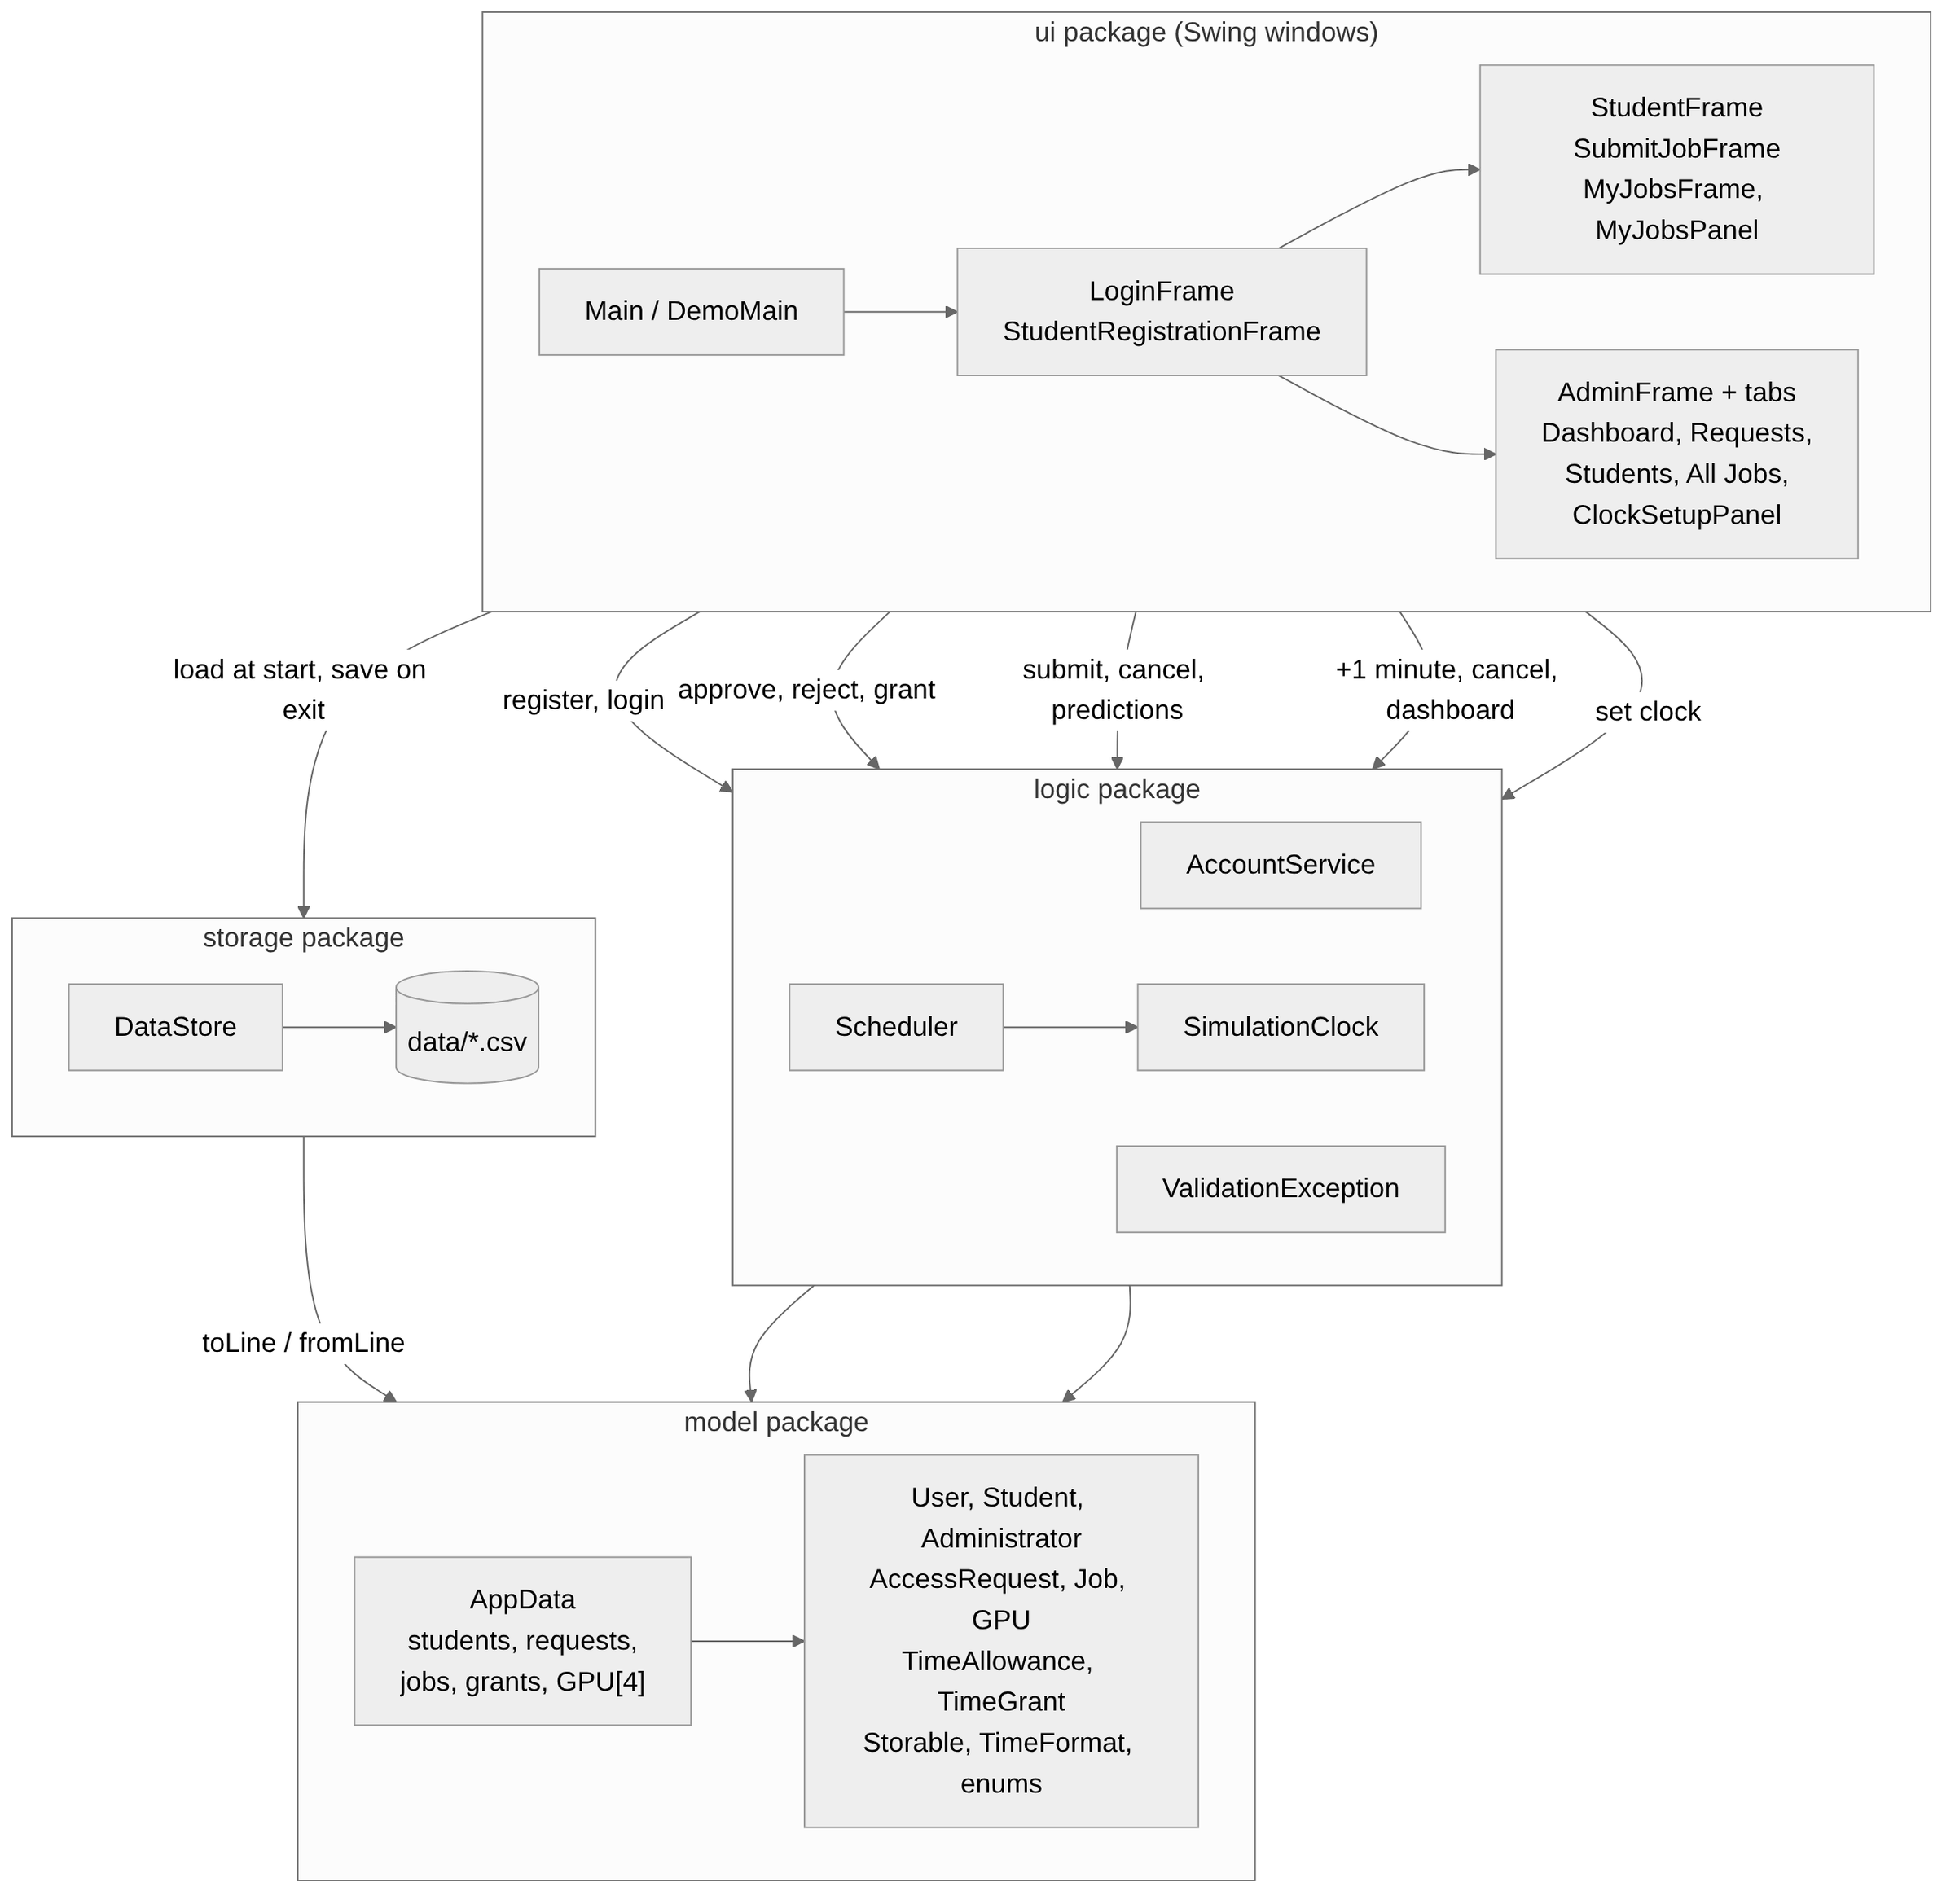 ui package (Swing windows)
StudentFrame
SubmitJobFrame
MyJobsFrame,
MyJobsPanel
Main / DemoMain
LoginFrame
StudentRegistrationFrame
AdminFrame + tabs
Dashboard, Requests,
Students, All Jobs,
ClockSetupPanel
load at start, save on
exit
register, login
approve, reject, grant
submit, cancel,
predictions
+1 minute, cancel,
dashboard
set clock
logic package
AccountService
Scheduler
SimulationClock
ValidationException
storage package
DataStore
data/*.csv
toLine / fromLine
model package
AppData
students, requests,
jobs, grants, GPU[4]
User, Student,
Administrator
AccessRequest, Job,
GPU
TimeAllowance,
TimeGrant
Storable, TimeFormat,
enums